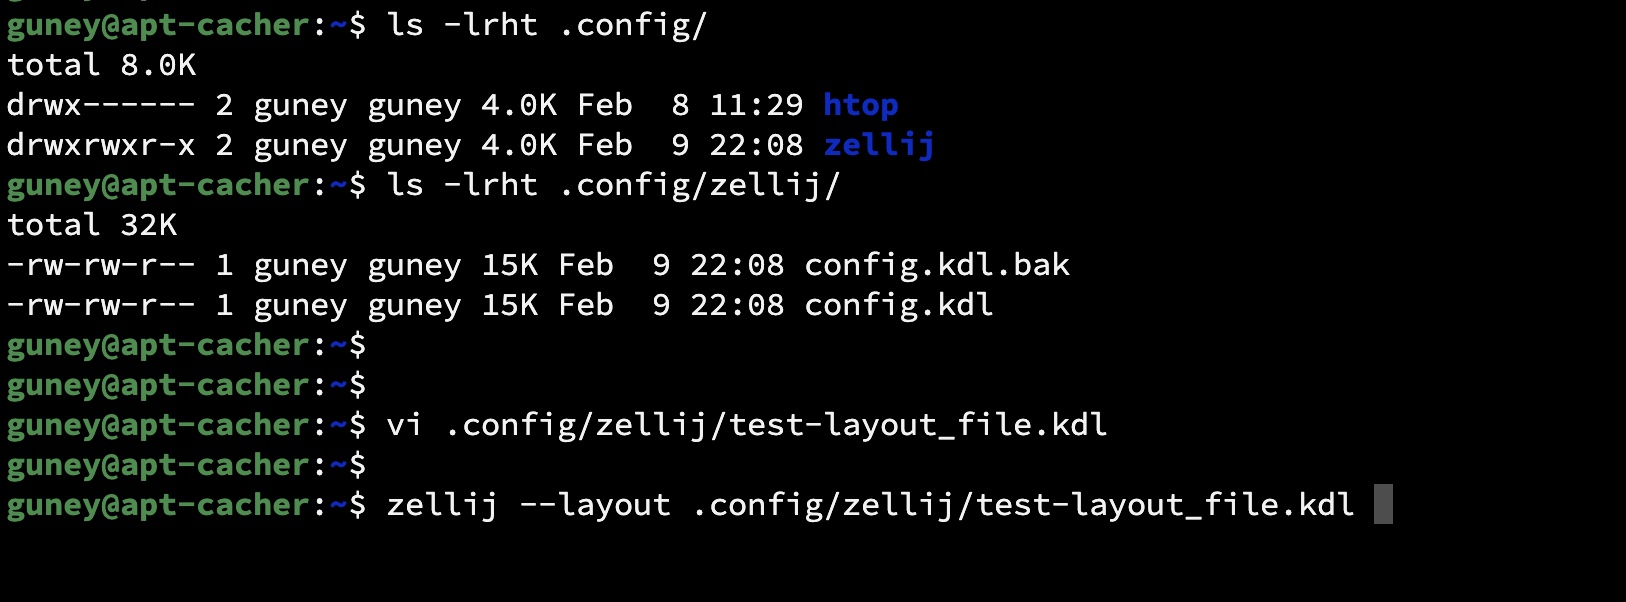 guney@apt-cacher:~$ ls -lrht .config/
total 8.0K
drwx------ 2 guney guney 4.0K Feb  8 11:29 htop
drwxrwxr-x 2 guney guney 4.0K Feb  9 22:08 zellij
guney@apt-cacher:~$ ls -lrht .config/zellij/
total 32K
-rw-rw-r-- 1 guney guney 15K Feb  9 22:08 config.kdl.bak
-rw-rw-r-- 1 guney guney 15K Feb  9 22:08 config.kdl
guney@apt-cacher:~$
guney@apt-cacher:~$
guney@apt-cacher:~$ vi .config/zellij/test-layout_file.kdl
guney@apt-cacher:~$
guney@apt-cacher:~$ zellij --layout .config/zellij/test-layout_file.kdl